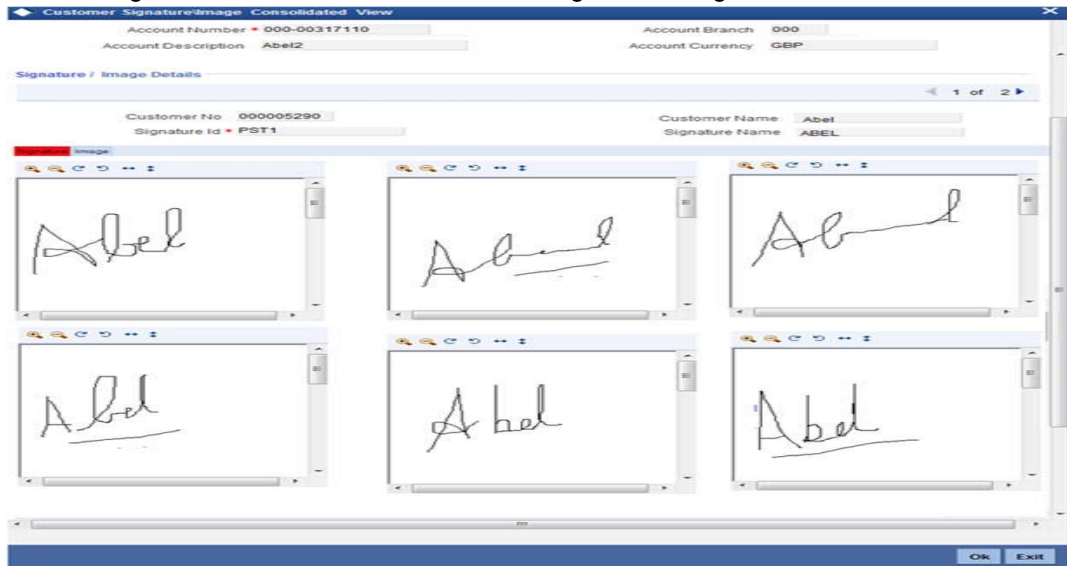 Customer Signature\Image Consolidated View
Account Number * 000-00317110 Account Branch 000
Account Description Abel2 Account Currency GBP
Signature / Image Details
1 of 2
Customer No 000005290 Customer Name Abel
Signature Id * PST1 Signature Name ABEL
Signature Image
Abel
Abel
Abel
Abel
Ok Exit